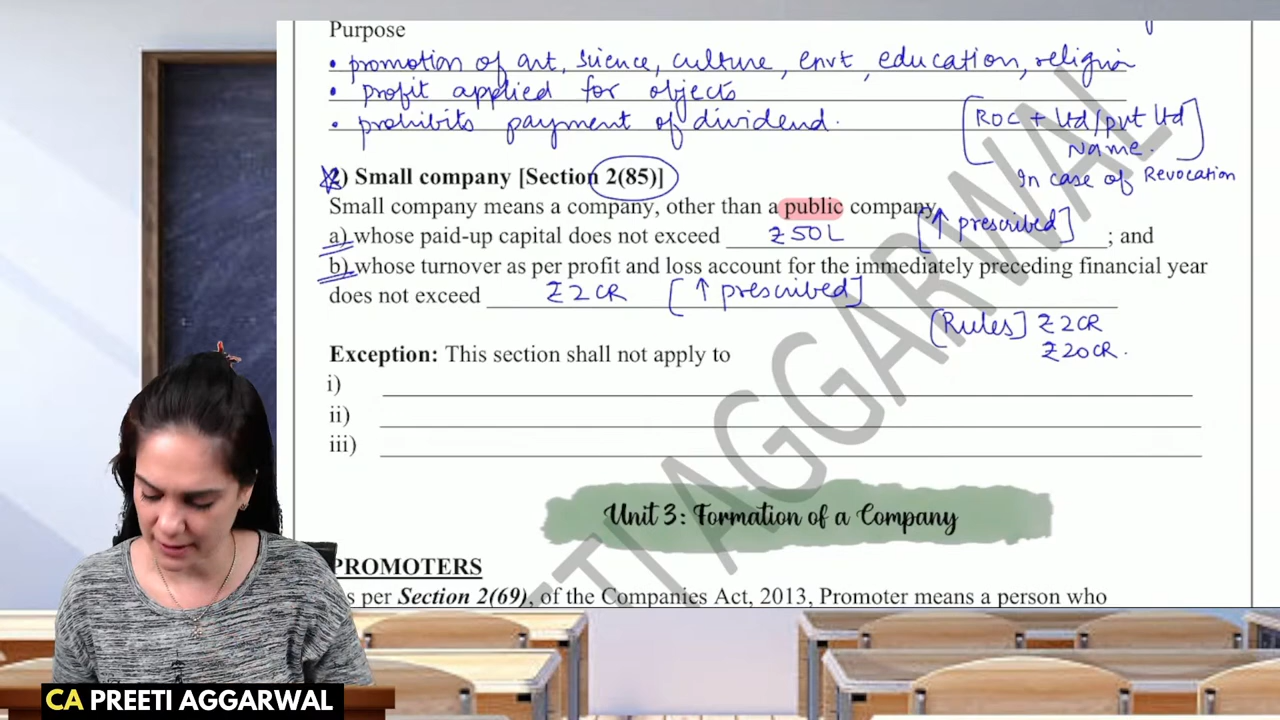 Purpose
• promotion of art, science, culture, envt, education, religion
• profit applied for objects
• prohibits payment of dividend.
[ROC + Ltd/pvt Ltd
Name.]
In case of Revocation
2) Small company [Section 2(85)]
Small company means a company, other than a public company,
a) whose paid-up capital does not exceed ₹50L [↑ prescribed] ; and
b) whose turnover as per profit and loss account for the immediately preceding financial year
does not exceed ₹2CR [↑ prescribed]
[Rules] ₹2CR
₹20CR.
Exception: This section shall not apply to
i)
ii)
iii)
Unit 3: Formation of a Company
PROMOTERS
As per Section 2(69), of the Companies Act, 2013, Promoter means a person who
AGGARWAL
CA PREETI AGGARWAL